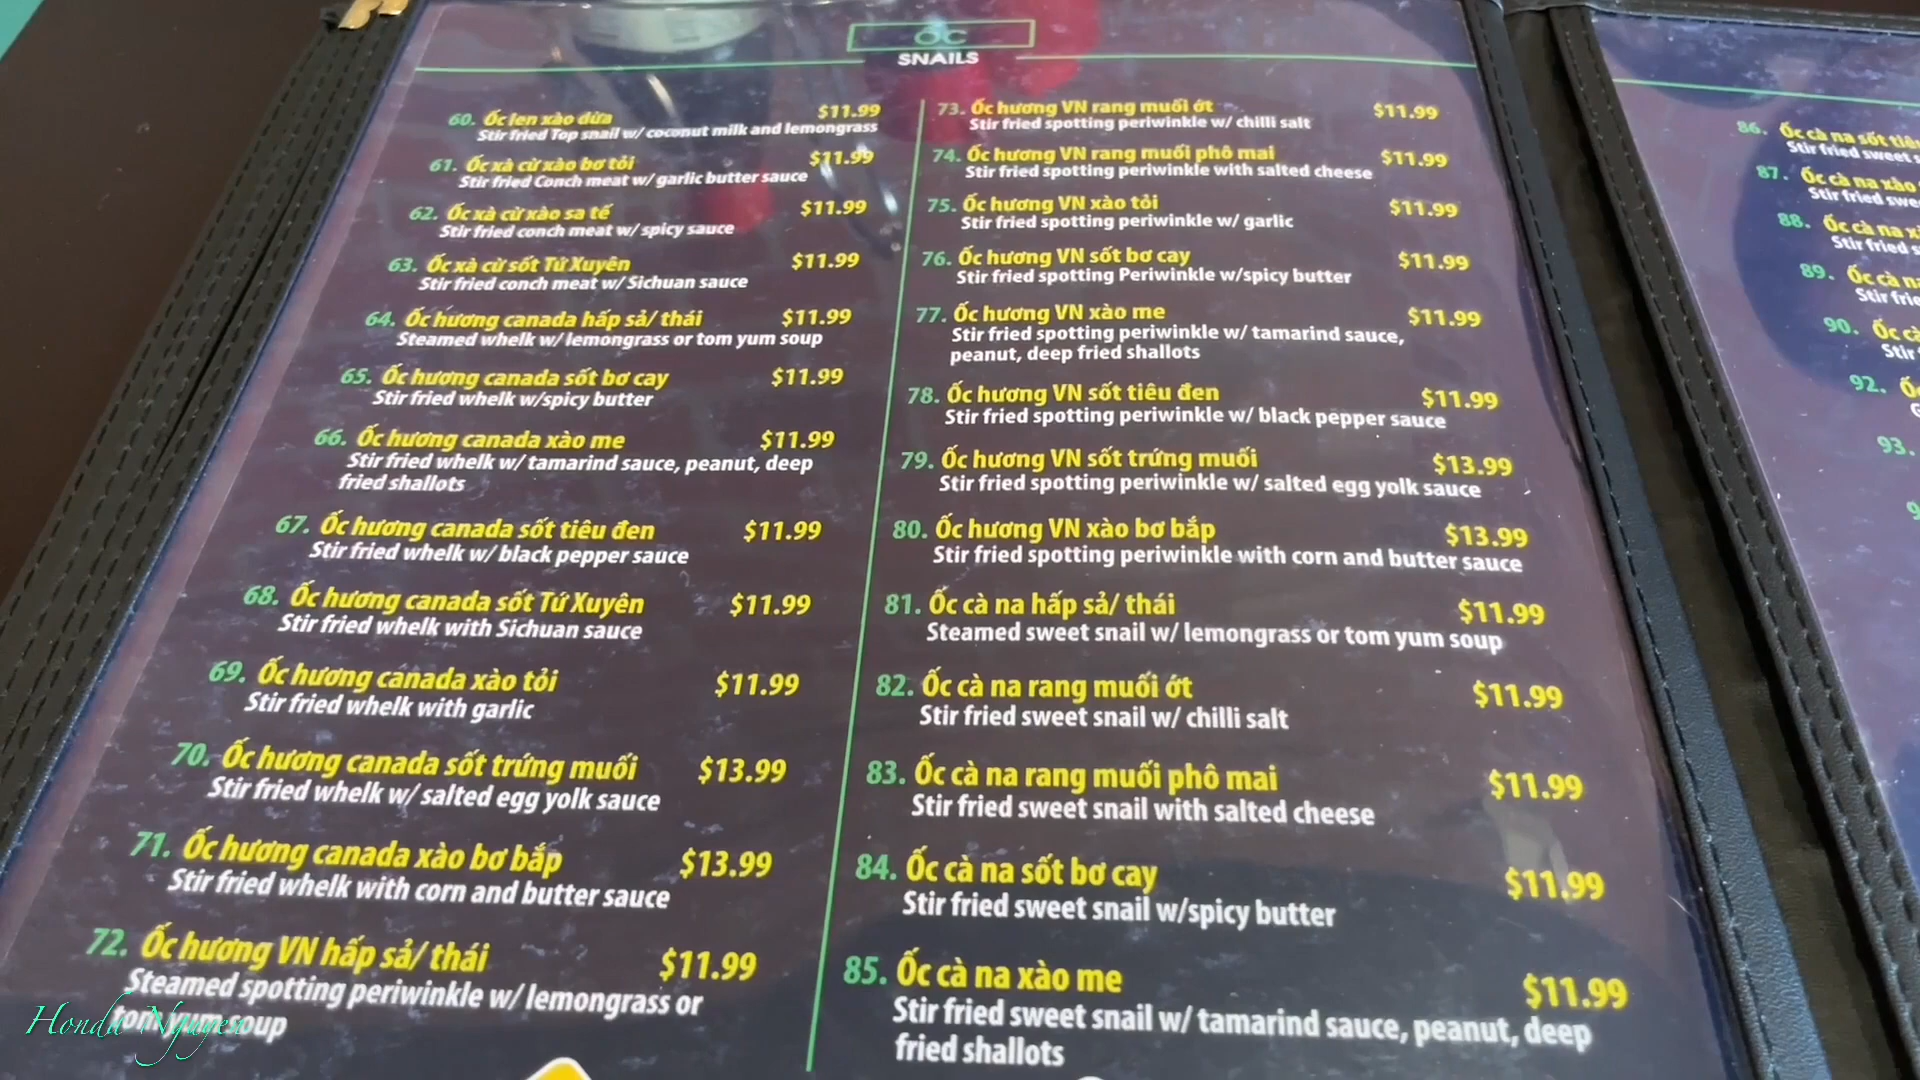 ỐC
SNAILS
60. Ốc len xào dừa $11.99
Stir fried Top snail w/ coconut milk and lemongrass
61. Ốc xà cừ xào bơ tỏi $11.99
Stir fried Conch meat w/ garlic butter sauce
62. Ốc xà cừ xào sa tế $11.99
Stir fried conch meat w/ spicy sauce
63. Ốc xà cừ sốt Tứ Xuyên $11.99
Stir fried conch meat w/ Sichuan sauce
64. Ốc hương canada hấp sả/ thái $11.99
Steamed whelk w/ lemongrass or tom yum soup
65. Ốc hương canada sốt bơ cay $11.99
Stir fried whelk w/spicy butter
66. Ốc hương canada xào me $11.99
Stir fried whelk w/ tamarind sauce, peanut, deep
fried shallots
67. Ốc hương canada sốt tiêu đen $11.99
Stir fried whelk w/ black pepper sauce
68. Ốc hương canada sốt Tứ Xuyên $11.99
Stir fried whelk with Sichuan sauce
69. Ốc hương canada xào tỏi $11.99
Stir fried whelk with garlic
70. Ốc hương canada sốt trứng muối $13.99
Stir fried whelk w/ salted egg yolk sauce
71. Ốc hương canada xào bơ bắp $13.99
Stir fried whelk with corn and butter sauce
72. Ốc hương VN hấp sả/ thái $11.99
Steamed spotting periwinkle w/ lemongrass or
tom yum soup
73. Ốc hương VN rang muối ớt $11.99
Stir fried spotting periwinkle w/ chilli salt
74. Ốc hương VN rang muối phô mai $11.99
Stir fried spotting periwinkle with salted cheese
75. Ốc hương VN xào tỏi $11.99
Stir fried spotting periwinkle w/ garlic
76. Ốc hương VN sốt bơ cay $11.99
Stir fried spotting Periwinkle w/spicy butter
77. Ốc hương VN xào me $11.99
Stir fried spotting periwinkle w/ tamarind sauce,
peanut, deep fried shallots
78. Ốc hương VN sốt tiêu đen $11.99
Stir fried spotting periwinkle w/ black pepper sauce
79. Ốc hương VN sốt trứng muối $13.99
Stir fried spotting periwinkle w/ salted egg yolk sauce
80. Ốc hương VN xào bơ bắp $13.99
Stir fried spotting periwinkle with corn and butter sauce
81. Ốc cà na hấp sả/ thái $11.99
Steamed sweet snail w/ lemongrass or tom yum soup
82. Ốc cà na rang muối ớt $11.99
Stir fried sweet snail w/ chilli salt
83. Ốc cà na rang muối phô mai $11.99
Stir fried sweet snail with salted cheese
84. Ốc cà na sốt bơ cay $11.99
Stir fried sweet snail w/spicy butter
85. Ốc cà na xào me $11.99
Stir fried sweet snail w/ tamarind sauce, peanut, deep
fried shallots
86. Ốc cà na sốt
Stir fried sweet
87. Ốc cà na xào
Stir fried
88. Ốc cà na
Stir fried
89. Ốc cà
Stir
90. Ốc
Stir
92.
93.
Honda Nguyen